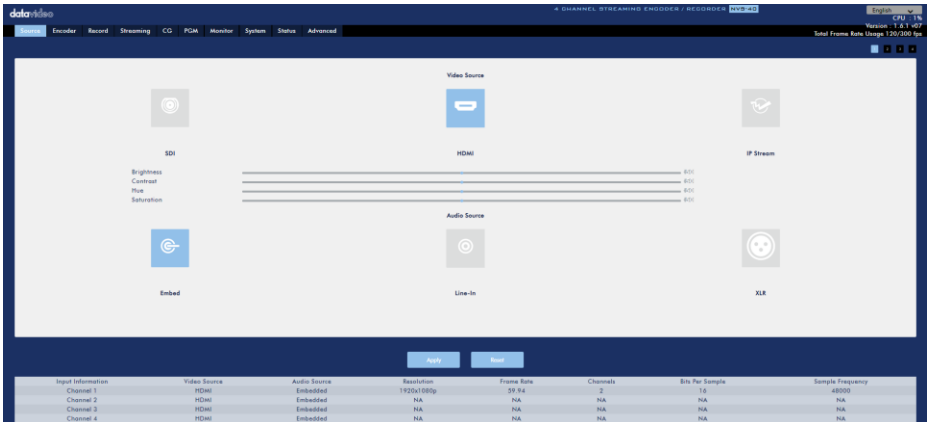 datavideo
4 CHANNEL STREAMING ENCODER / RECORDER NVS-40
English
CPU : 1%
Version : 1.6.1 v07
Total Frame Rate Usage 120/300 fps
Source Encoder Record Streaming CG PGM Monitor System Status Advanced
Video Source
SDI HDMI IP Stream
Brightness
Contrast
Hue
Saturation
Audio Source
Embed Line-In XLR
Apply Reset
Input Information Video Source Audio Source Resolution Frame Rate Channels Bits Per Sample Sample Frequency
Channel 1 HDMI Embedded 1920x1080p 59.94 2 16 48000
Channel 2 HDMI Embedded NA NA NA NA NA
Channel 3 HDMI Embedded NA NA NA NA NA
Channel 4 HDMI Embedded NA NA NA NA NA